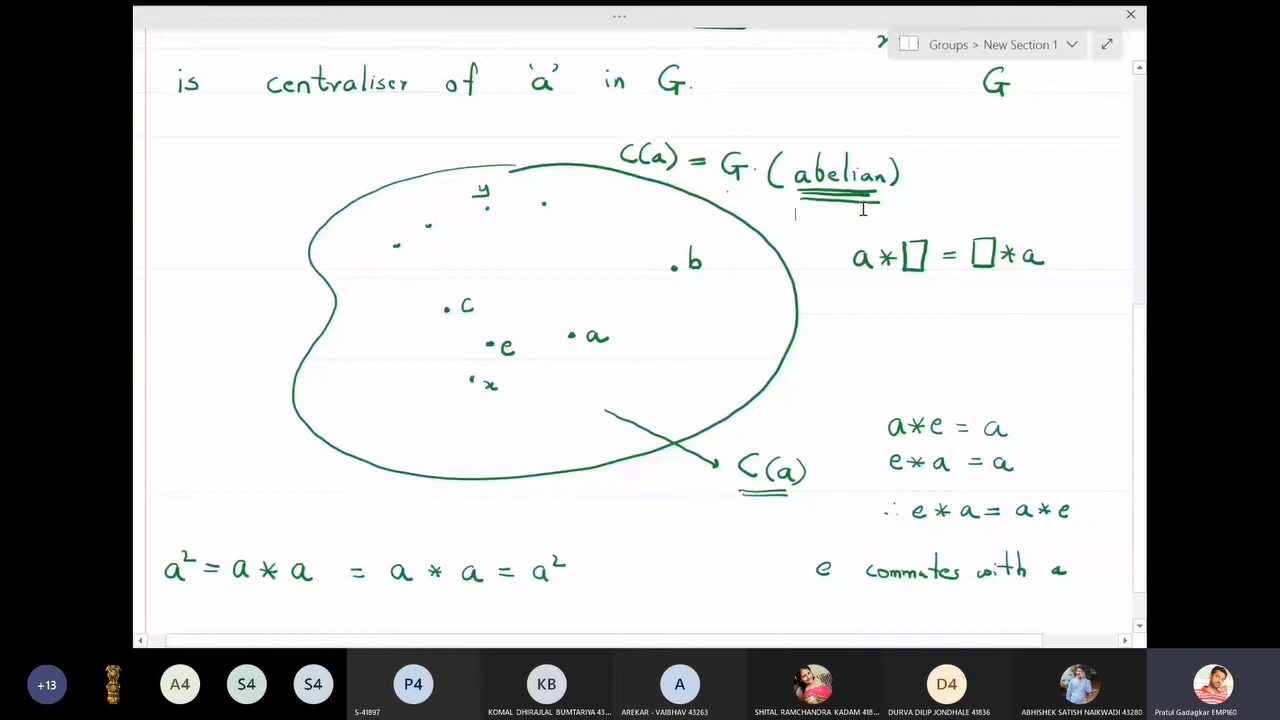 Groups > New Section 1
is centraliser of 'a' in G. G
C(a) = G. (abelian)
y
b
a * □ = □ * a
c
e
a
x
a*e = a
e*a = a
C(a)
∴ e * a = a * e
a² = a * a = a * a = a²
e commates with a
+13
A4
S4
S4
P4
KB
A
D4
S-41897
KOMAL DHIRAJLAL BUMTARIYA 43...
AREKAR - VAIBHAV 43263
SHITAL RAMCHANDRA KADAM 418...
DURVA DILIP JONDHALE 41836
ABHISHEK SATISH NAIKWADI 43280
Pratul Gadagkar EMP160